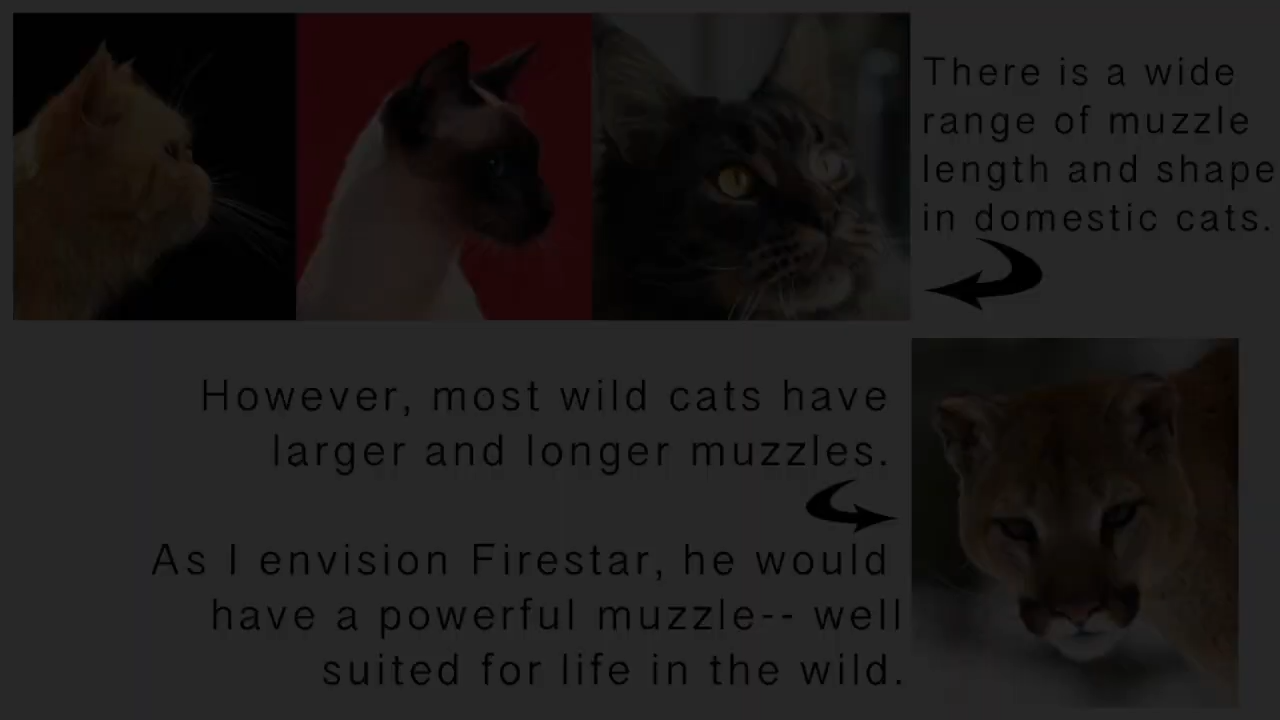 There is a wide
range of muzzle
length and shape
in domestic cats.
However, most wild cats have
larger and longer muzzles.
As I envision Firestar, he would
have a powerful muzzle-- well
suited for life in the wild.